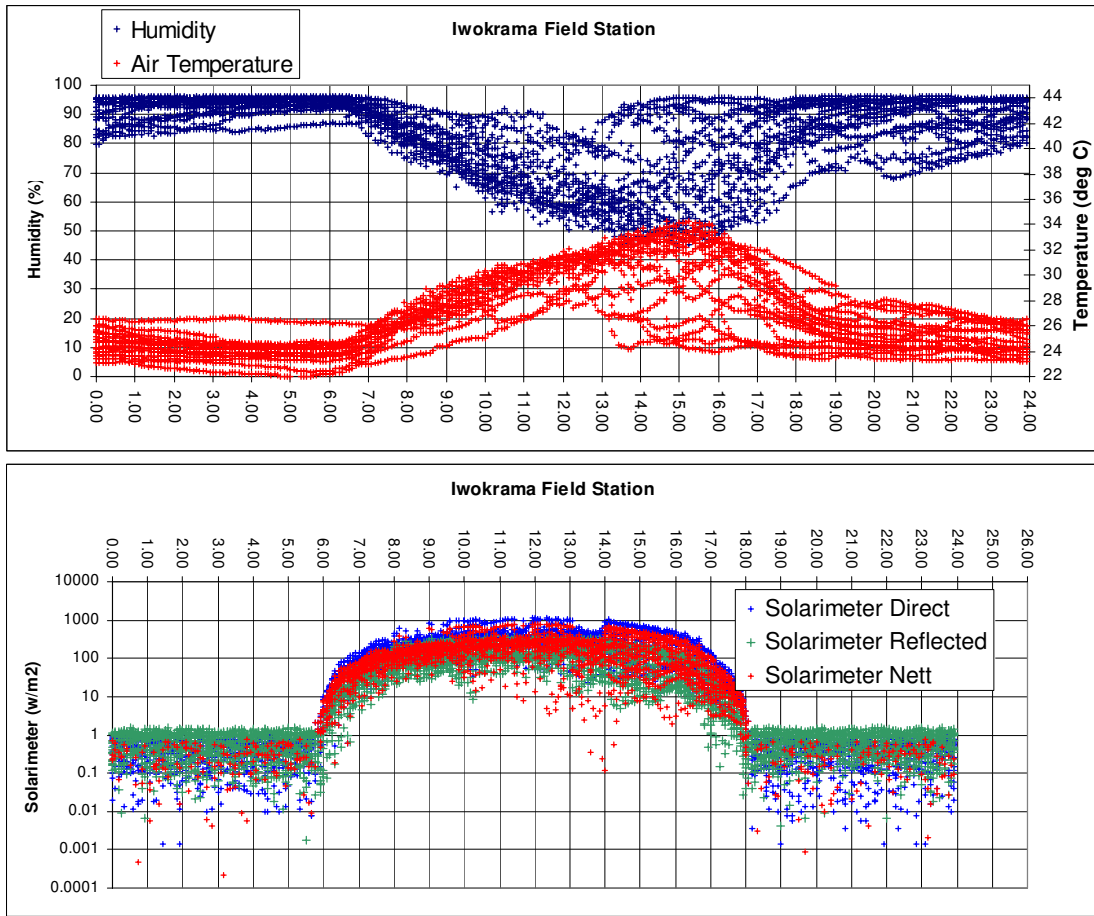 Iwokrama Field Station
Humidity
Air Temperature
100
90
80
70
60
50
40
30
20
10
0
Humidity (%)
44
42
40
38
36
34
32
30
28
26
24
22
Temperature (deg C)
0.00 1.00 2.00 3.00 4.00 5.00 6.00 7.00 8.00 9.00 10.00 11.00 12.00 13.00 14.00 15.00 16.00 17.00 18.00 19.00 20.00 21.00 22.00 23.00 24.00
Iwokrama Field Station
0.00 1.00 2.00 3.00 4.00 5.00 6.00 7.00 8.00 9.00 10.00 11.00 12.00 13.00 14.00 15.00 16.00 17.00 18.00 19.00 20.00 21.00 22.00 23.00 24.00 26.00
10000
1000
100
10
1
0.1
0.01
0.001
0.0001
Solarimeter (w/m2)
Solarimeter Direct
Solarimeter Reflected
Solarimeter Nett